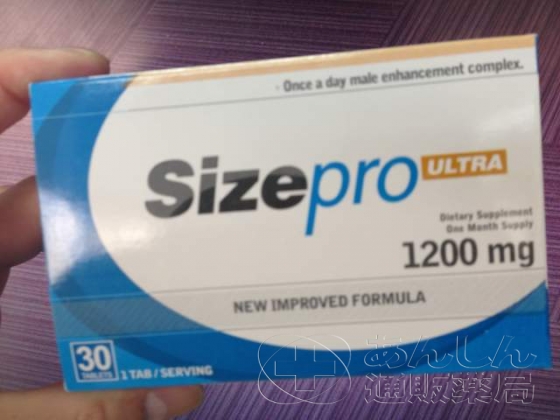 Once a day male enhancement complex.
Sizepro ULTRA
Dietary Supplement
One Month Supply
1200 mg
NEW IMPROVED FORMULA
30
TABLETS
1 TAB / SERVING
あんしん
通販薬局